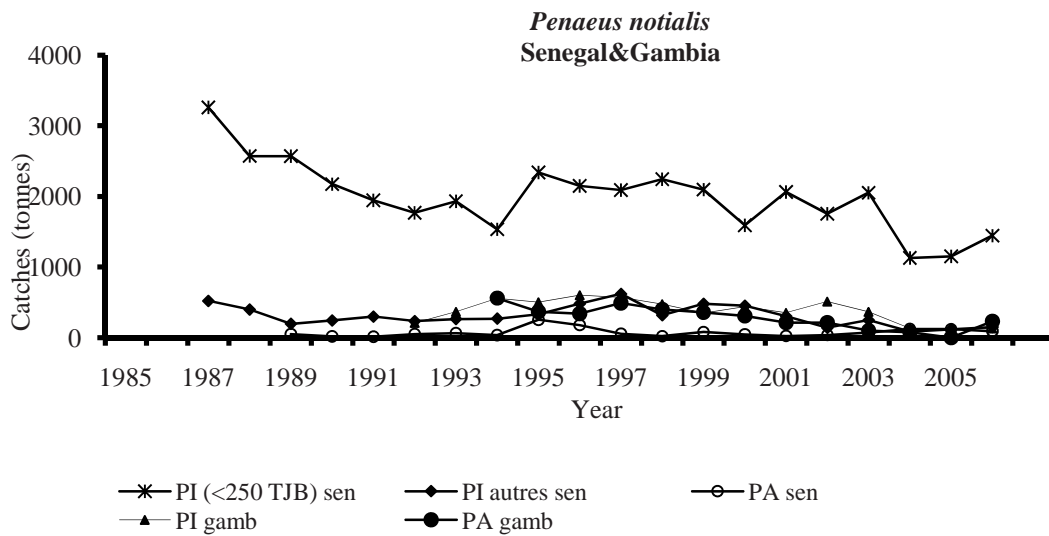 Penaeus notialis
Senegal&Gambia
4000
3000
2000
1000
0
Catches (tonnes)
1985 1987 1989 1991 1993 1995 1997 1999 2001 2003 2005
Year
PI (<250 TJB) sen PI autres sen PA sen
PI gamb PA gamb